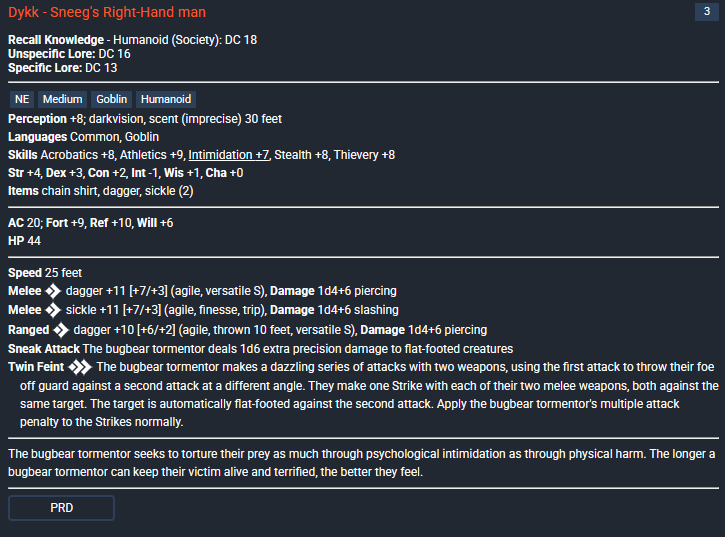 Dykk - Sneeg's Right-Hand man
3
Recall Knowledge - Humanoid (Society): DC 18
Unspecific Lore: DC 16
Specific Lore: DC 13
NE Medium Goblin Humanoid
Perception +8; darkvision, scent (imprecise) 30 feet
Languages Common, Goblin
Skills Acrobatics +8, Athletics +9, Intimidation +7, Stealth +8, Thievery +8
Str +4, Dex +3, Con +2, Int -1, Wis +1, Cha +0
Items chain shirt, dagger, sickle (2)
AC 20; Fort +9, Ref +10, Will +6
HP 44
Speed 25 feet
Melee dagger +11 [+7/+3] (agile, versatile S), Damage 1d4+6 piercing
Melee sickle +11 [+7/+3] (agile, finesse, trip), Damage 1d4+6 slashing
Ranged dagger +10 [+6/+2] (agile, thrown 10 feet, versatile S), Damage 1d4+6 piercing
Sneak Attack The bugbear tormentor deals 1d6 extra precision damage to flat-footed creatures
Twin Feint The bugbear tormentor makes a dazzling series of attacks with two weapons, using the first attack to throw their foe
off guard against a second attack at a different angle. They make one Strike with each of their two melee weapons, both against the
same target. The target is automatically flat-footed against the second attack. Apply the bugbear tormentor's multiple attack
penalty to the Strikes normally.
The bugbear tormentor seeks to torture their prey as much through psychological intimidation as through physical harm. The longer a
bugbear tormentor can keep their victim alive and terrified, the better they feel.
PRD